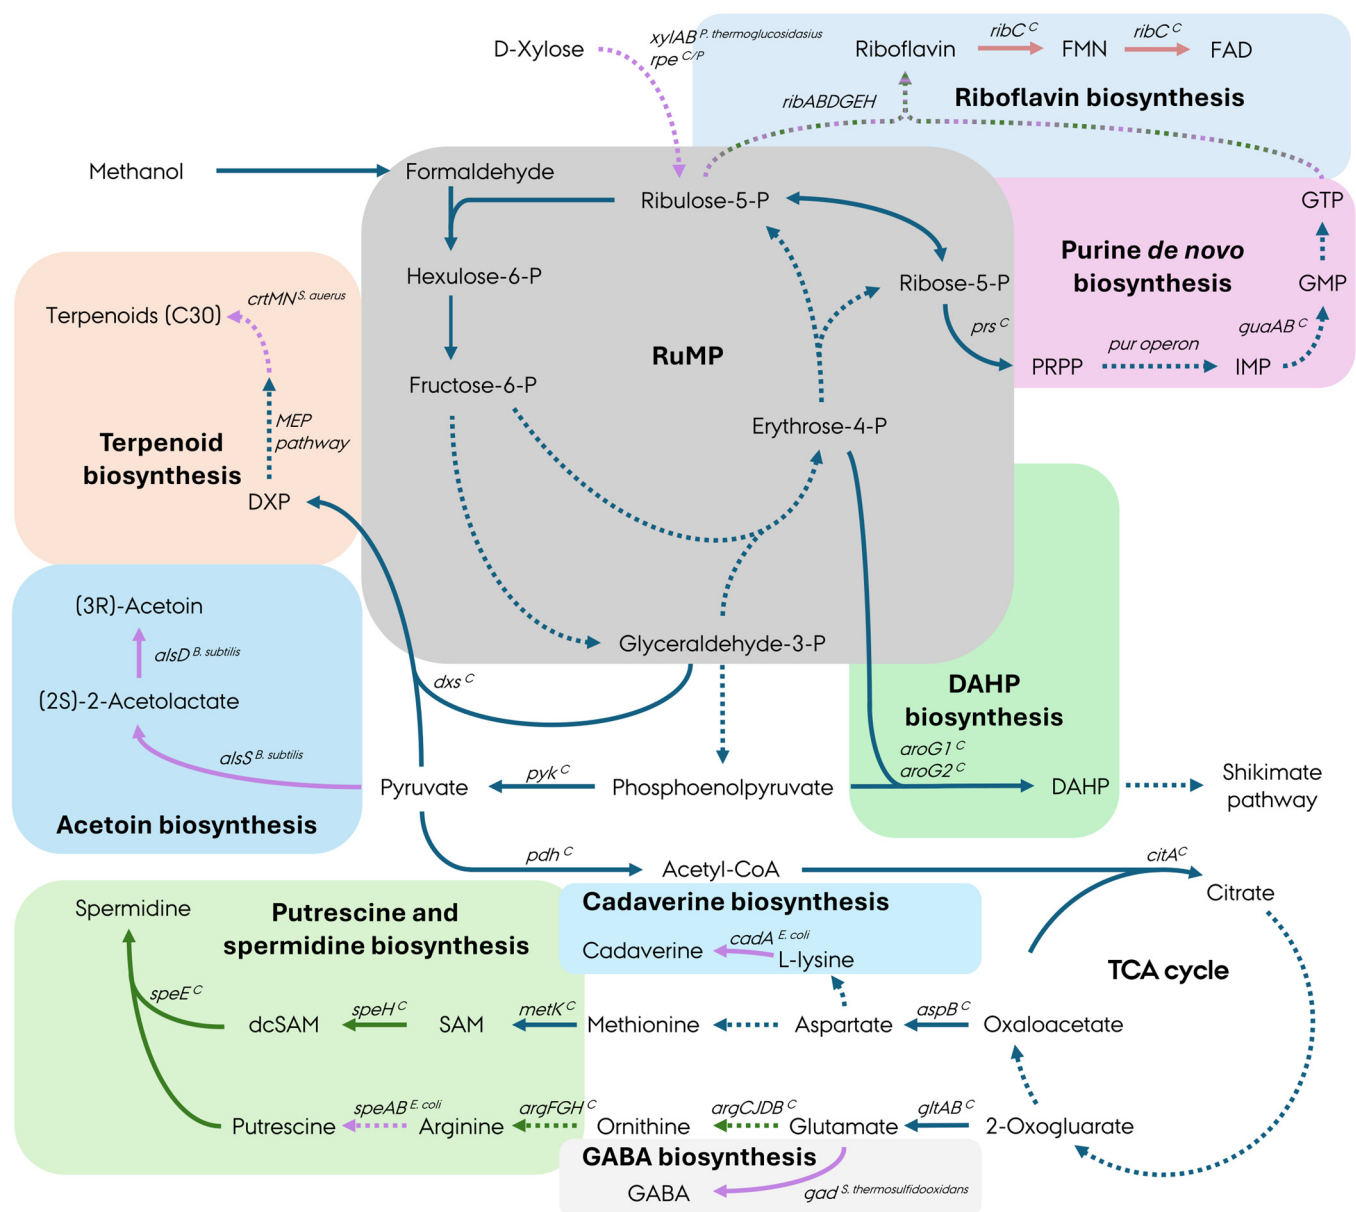 D-Xylose
xylAB P. thermoglucosidasius
rpe C/P
Riboflavin
ribC C
FMN
ribC C
FAD
ribABDGEH
Riboflavin biosynthesis
Methanol
Formaldehyde
Ribulose-5-P
GTP
Purine de novo
biosynthesis
Hexulose-6-P
Ribose-5-P
GMP
crtMN S. auerus
Terpenoids (C30)
prs C
guaAB C
RuMP
pur operon
PRPP
IMP
Fructose-6-P
MEP
pathway
Erythrose-4-P
Terpenoid
biosynthesis
DXP
(3R)-Acetoin
alsD B. subtilis
Glyceraldehyde-3-P
dxs C
DAHP
biosynthesis
(2S)-2-Acetolactate
alsS B. subtilis
aroG1 C
aroG2 C
Pyruvate
pyk C
Phosphoenolpyruvate
DAHP
Shikimate
pathway
Acetoin biosynthesis
pdh C
Acetyl-CoA
citA C
Citrate
Spermidine
Putrescine and
spermidine biosynthesis
Cadaverine biosynthesis
Cadaverine
cadA E. coli
L-lysine
TCA cycle
speE C
dcSAM
speH C
SAM
metK C
Methionine
Aspartate
aspB C
Oxaloacetate
Putrescine
speAB E. coli
Arginine
argFGH C
Ornithine
argCJDB C
Glutamate
gltAB C
2-Oxogluarate
GABA biosynthesis
GABA
gad S. thermosulfidooxidans